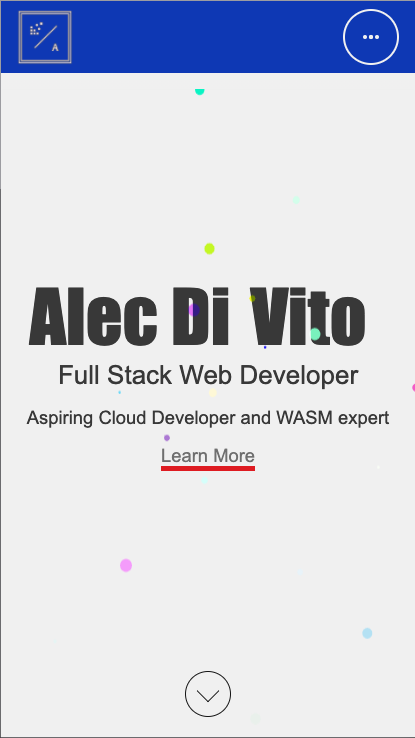 A
Alec Di Vito
Full Stack Web Developer
Aspiring Cloud Developer and WASM expert
Learn More